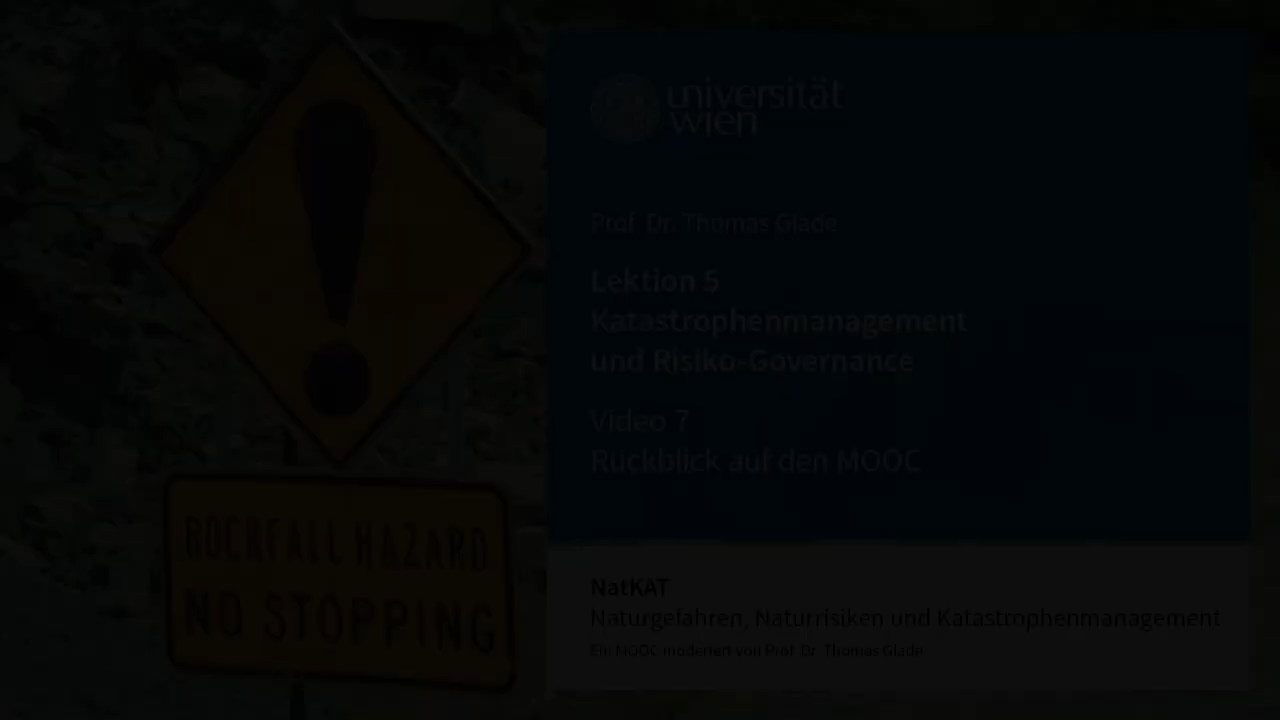 universität
wien
Prof. Dr. Thomas Glade
Lektion 5
Katastrophenmanagement
und Risiko-Governance
Video 7
Rückblick auf den MOOC
ROCKFALL HAZARD
NO STOPPING
NatKAT
Naturgefahren, Naturrisiken und Katastrophenmanagement
Ein MOOC moderiert von Prof. Dr. Thomas Glade